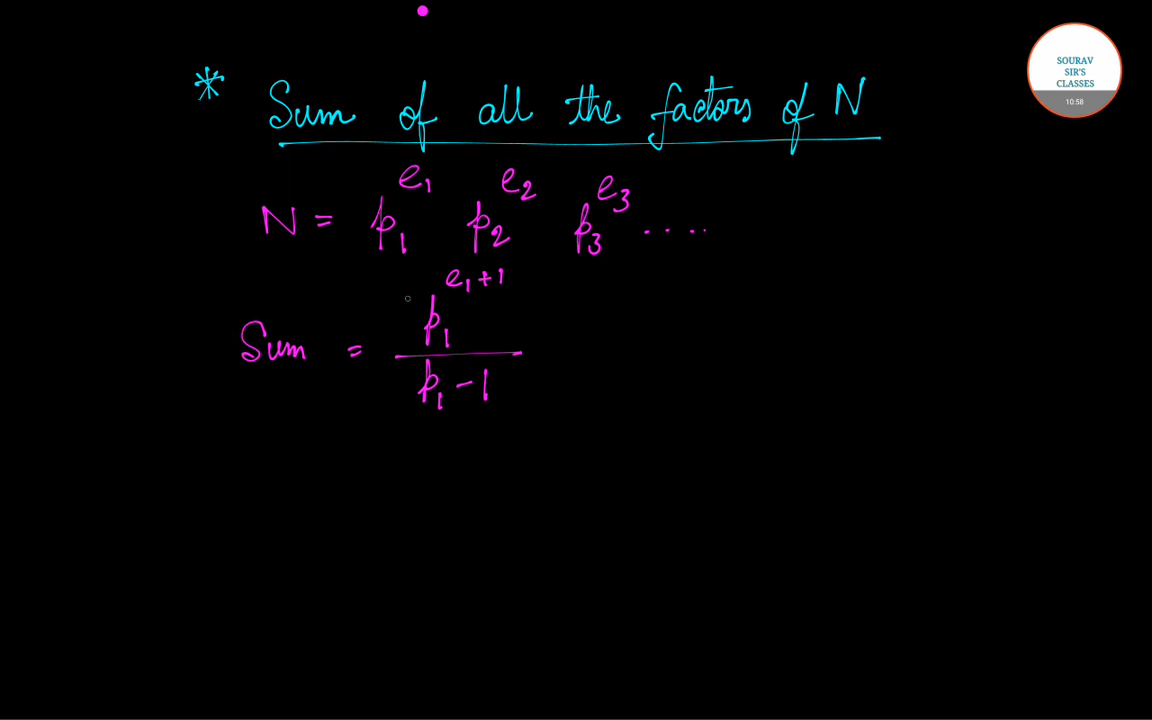 SOURAV
SIR'S
CLASSES
10:58
* Sum of all the factors of N
N = p₁^e₁ p₂^e₂ p₃^e₃ .....
Sum = p₁^(e₁+1) / (p₁-1)